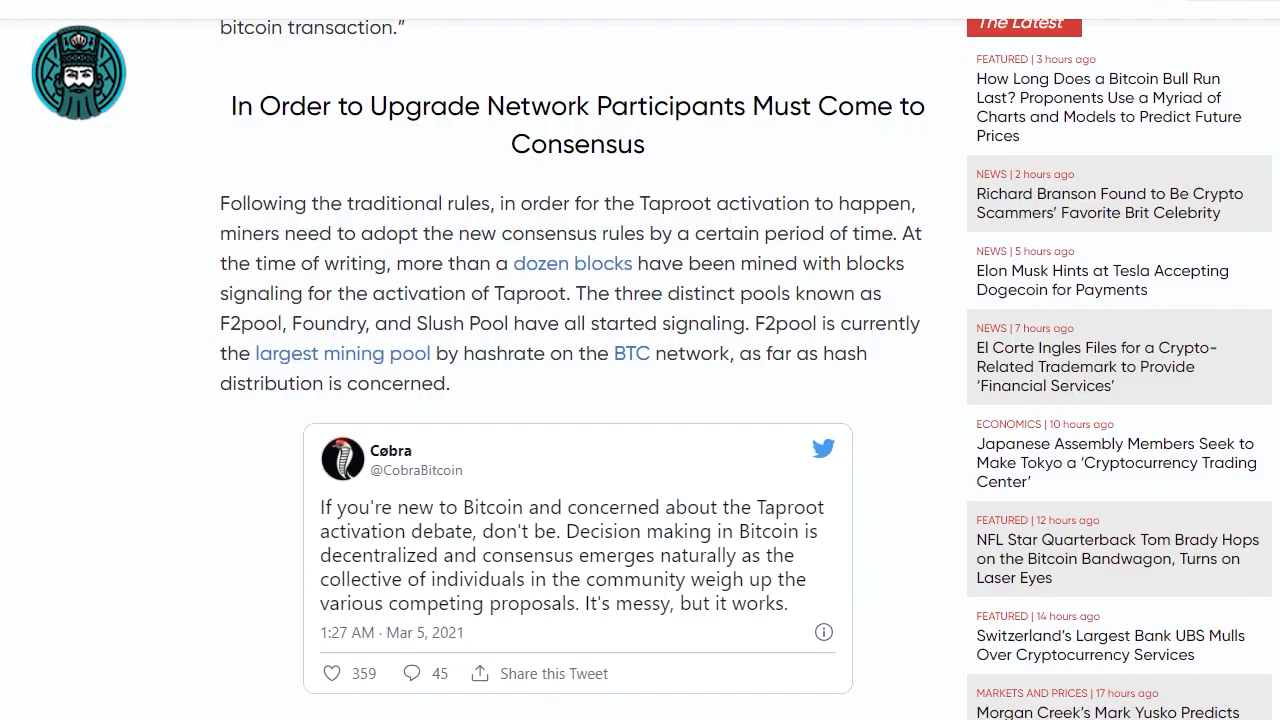 bitcoin transaction.”
In Order to Upgrade Network Participants Must Come to
Consensus
Following the traditional rules, in order for the Taproot activation to happen,
miners need to adopt the new consensus rules by a certain period of time. At
the time of writing, more than a dozen blocks have been mined with blocks
signaling for the activation of Taproot. The three distinct pools known as
F2pool, Foundry, and Slush Pool have all started signaling. F2pool is currently
the largest mining pool by hashrate on the BTC network, as far as hash
distribution is concerned.
Cøbra
@CobraBitcoin
If you're new to Bitcoin and concerned about the Taproot
activation debate, don't be. Decision making in Bitcoin is
decentralized and consensus emerges naturally as the
collective of individuals in the community weigh up the
various competing proposals. It's messy, but it works.
1:27 AM · Mar 5, 2021
359 45 Share this Tweet
The Latest
FEATURED | 3 hours ago
How Long Does a Bitcoin Bull Run
Last? Proponents Use a Myriad of
Charts and Models to Predict Future
Prices
NEWS | 2 hours ago
Richard Branson Found to Be Crypto
Scammers’ Favorite Brit Celebrity
NEWS | 5 hours ago
Elon Musk Hints at Tesla Accepting
Dogecoin for Payments
NEWS | 7 hours ago
El Corte Ingles Files for a Crypto-
Related Trademark to Provide
‘Financial Services’
ECONOMICS | 10 hours ago
Japanese Assembly Members Seek to
Make Tokyo a ‘Cryptocurrency Trading
Center’
FEATURED | 12 hours ago
NFL Star Quarterback Tom Brady Hops
on the Bitcoin Bandwagon, Turns on
Laser Eyes
FEATURED | 14 hours ago
Switzerland’s Largest Bank UBS Mulls
Over Cryptocurrency Services
MARKETS AND PRICES | 17 hours ago
Morgan Creek’s Mark Yusko Predicts